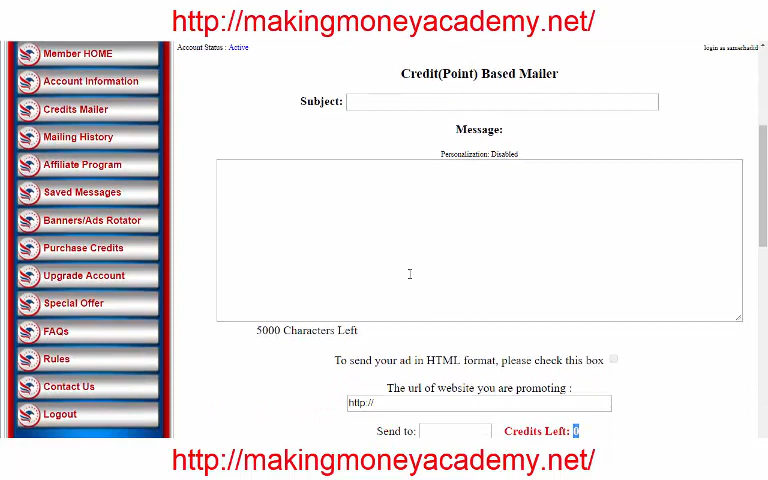 http://makingmoneyacademy.net/
Member HOME
Account Information
Credits Mailer
Mailing History
Affiliate Program
Saved Messages
Banners/Ads Rotator
Purchase Credits
Upgrade Account
Special Offer
FAQs
Rules
Contact Us
Logout
Account Status : Active
login as samerhadid
Credit(Point) Based Mailer
Subject:
Message:
Personalization: Disabled
5000 Characters Left
To send your ad in HTML format, please check this box
The url of website you are promoting :
http://
Send to: Credits Left: 0
http://makingmoneyacademy.net/